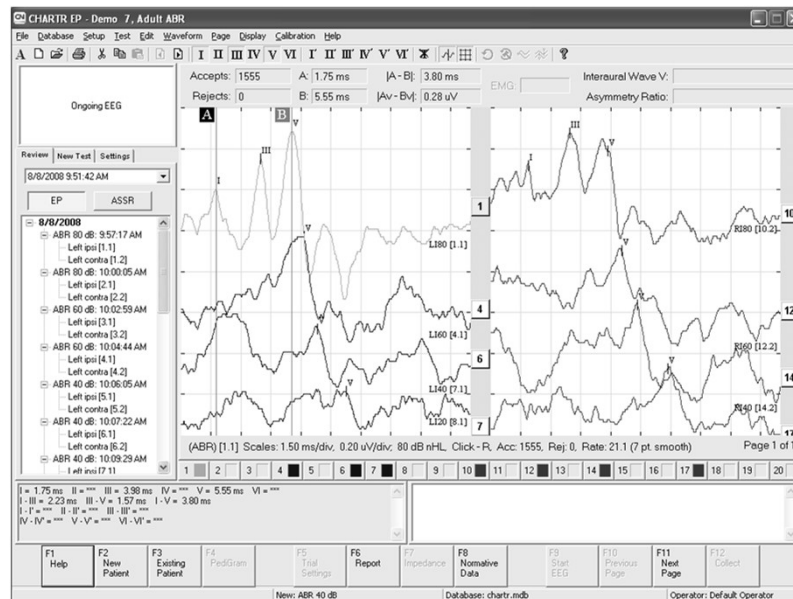 CHARTR EP - Demo 7, Adult ABR
File Database Setup Test Edit Waveform Page Display Calibration Help
A I II III IV V VI I' II' III' IV' V' VI' ?
Accepts: 1555 A: 1.75 ms |A - B|: 3.80 ms EMG: Interaural Wave V:
Rejects: 0 B: 5.55 ms |Av - Bv|: 0.28 uV Asymmetry Ratio:
Ongoing EEG
Review New Test Settings
8/8/2008 9:51:42 AM
EP ASSR
8/8/2008
ABR 80 dB: 9:57:17 AM
Left ipsi [1.1]
Left contra [1.2]
ABR 80 dB: 10:00:05 AM
Left ipsi [2.1]
Left contra [2.2]
ABR 60 dB: 10:02:59 AM
Left ipsi [3.1]
Left contra [3.2]
ABR 60 dB: 10:04:44 AM
Left ipsi [4.1]
Left contra [4.2]
ABR 40 dB: 10:06:05 AM
Left ipsi [5.1]
Left contra [5.2]
ABR 40 dB: 10:07:22 AM
Left ipsi [6.1]
Left contra [6.2]
ABR 40 dB: 10:09:29 AM
Left ipsi [7.1]
A B
I III V
LI80 [1.1]
V
LI60 [4.1]
V
LI40 [7.1]
V
LI20 [8.1]
1
4
6
7
I III V
RI80 [10.2]
V
RI60 [12.2]
V
RI40 [14.2]
V
10
12
14
17
(ABR) [1.1] Scales: 1.50 ms/div, 0.20 uV/div, 80 dB nHL, Click - R, Acc: 1555, Rej: 0, Rate: 21.1 (7 pt. smooth) Page 1 of 1
1 2 3 4 5 6 7 8 9 10 11 12 13 14 15 16 17 18 19 20
I = 1.75 ms II = *** III = 3.98 ms IV = *** V = 5.55 ms VI = ***
I - III = 2.23 ms III - V = 1.57 ms I - V = 3.80 ms
I - I' = *** II - II' = *** III - III' = ***
IV - IV' = *** V - V' = *** VI - VI' = ***
F1 Help
F2 New Patient
F3 Existing Patient
F4 PediGram
F5 Trial Settings
F6 Report
F7 Impedance
F8 Normative Data
F9 Start EEG
F10 Previous Page
F11 Next Page
F12 Collect
New: ABR 40 dB Database: chartr.mdb Operator: Default Operator